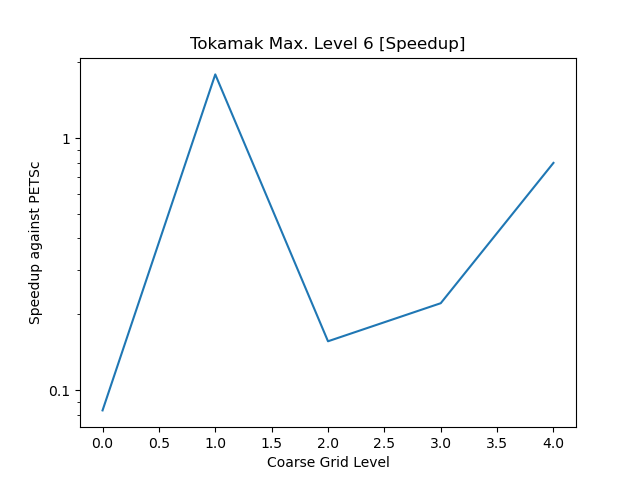 Tokamak Max. Level 6 [Speedup]
Speedup against PETSc
1
0.1
0.0 0.5 1.0 1.5 2.0 2.5 3.0 3.5 4.0
Coarse Grid Level